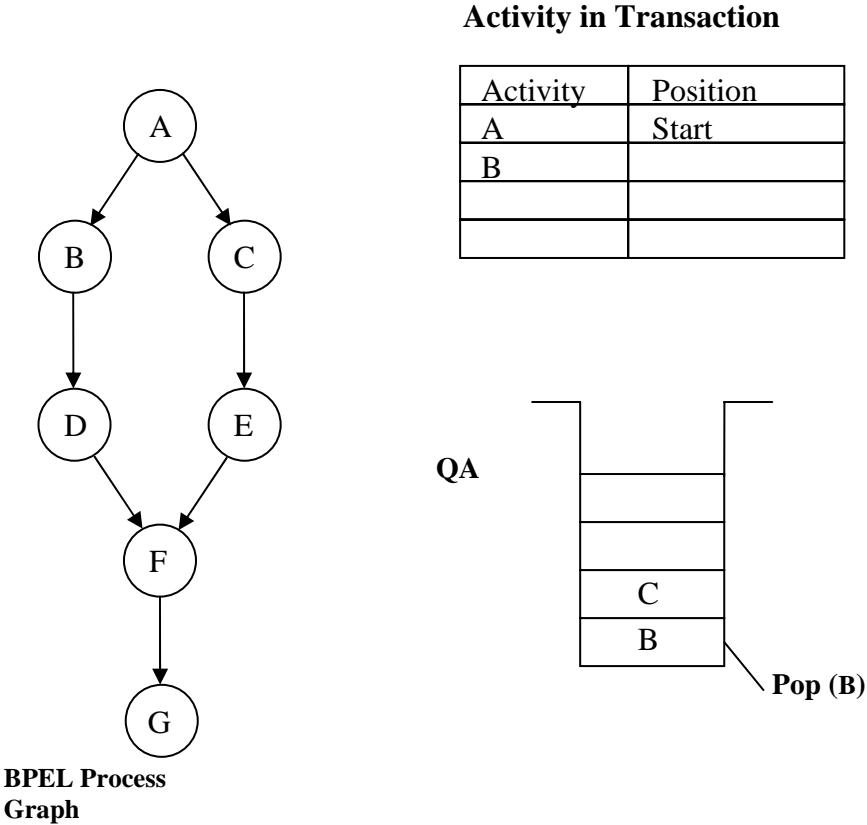 Activity in Transaction
Activity Position
A Start
B
A
B C
D E
F
G
BPEL Process
Graph
QA
C
B
Pop (B)